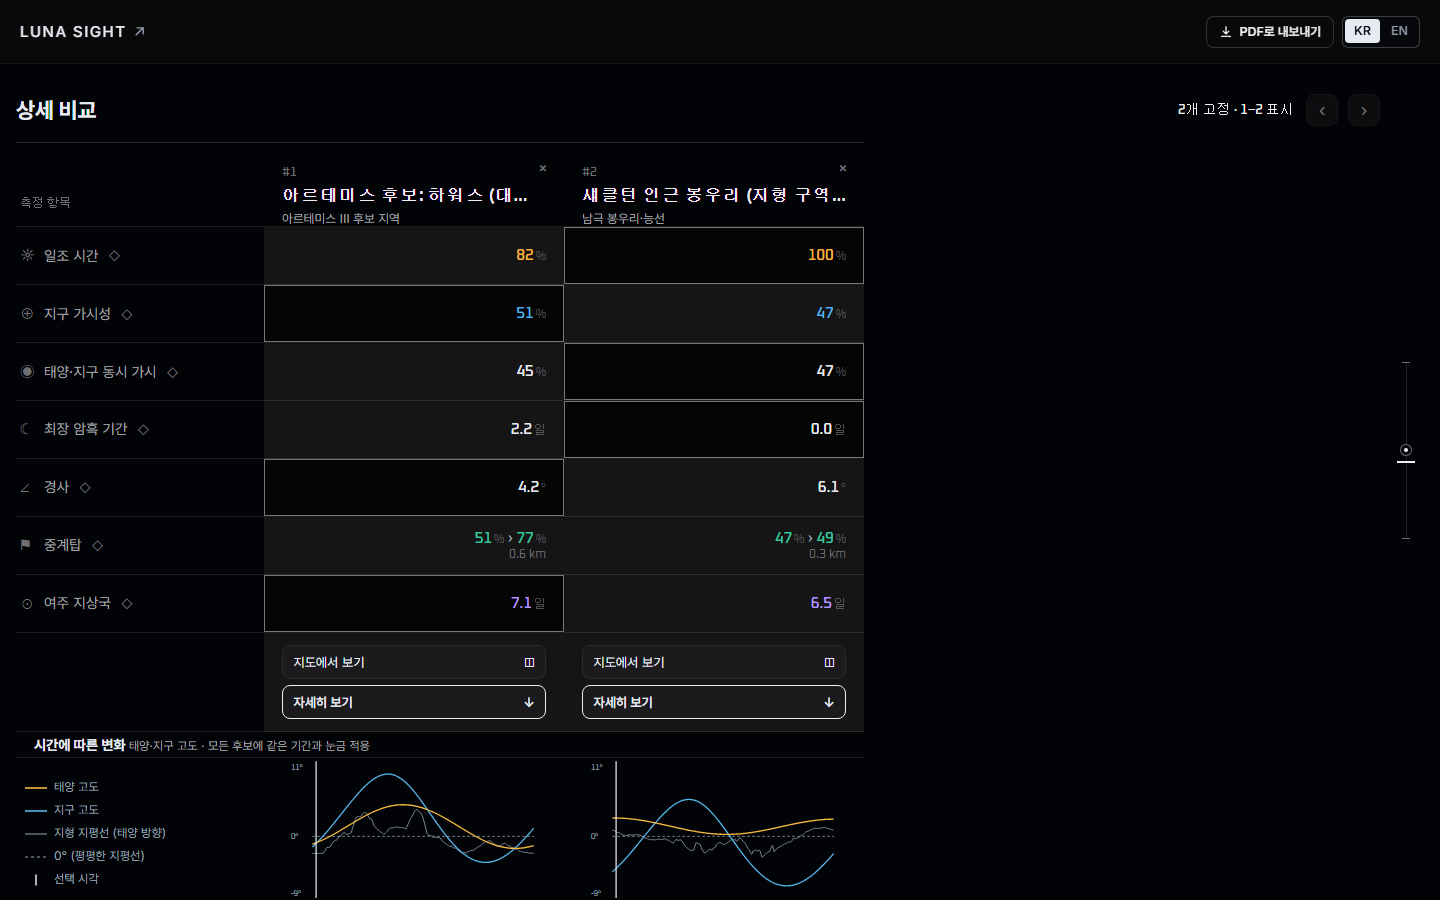 LUNA SIGHT ↗
PDF로 내보내기
KR EN
상세 비교
2개 고정 · 1–2 표시
측정 항목
#1
아르테미스 후보: 하워스 (대...
아르테미스 III 후보 지역
#2
섀클턴 인근 봉우리 (지형 구역...
남극 봉우리·능선
일조 시간 82% 100%
지구 가시성 51% 47%
태양·지구 동시 가시 45% 47%
최장 암흑 기간 2.2일 0.0일
경사 4.2° 6.1°
중계탑 51% › 77% 47% › 49%
0.6 km 0.3 km
여주 지상국 7.1일 6.5일
지도에서 보기 지도에서 보기
자세히 보기 자세히 보기
시간에 따른 변화 태양·지구 고도 · 모든 후보에 같은 기간과 눈금 적용
태양 고도
지구 고도
지형 지평선 (태양 방향)
0° (평평한 지평선)
선택 시각
11°
0°
-9°
11°
0°
-9°